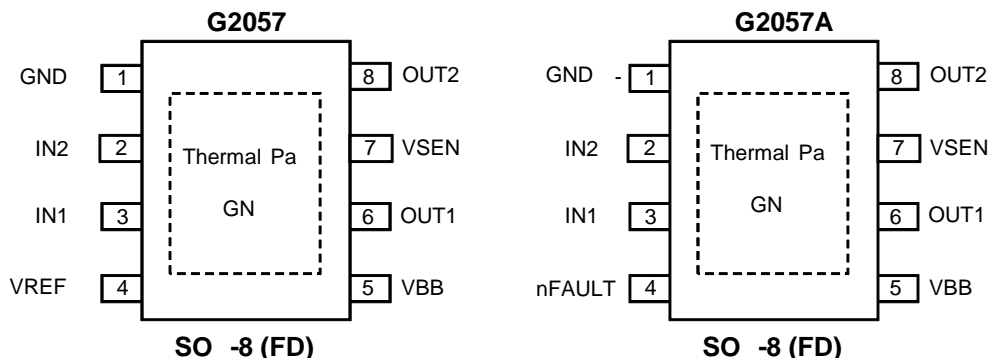 G2057
GND 1 8 OUT2
IN2 2 7 VSEN
Thermal Pa
GN
IN1 3 6 OUT1
VREF 4 5 VBB
SO -8 (FD)
G2057A
GND - 1 8 OUT2
IN2 2 7 VSEN
Thermal Pa
GN
IN1 3 6 OUT1
nFAULT 4 5 VBB
SO -8 (FD)